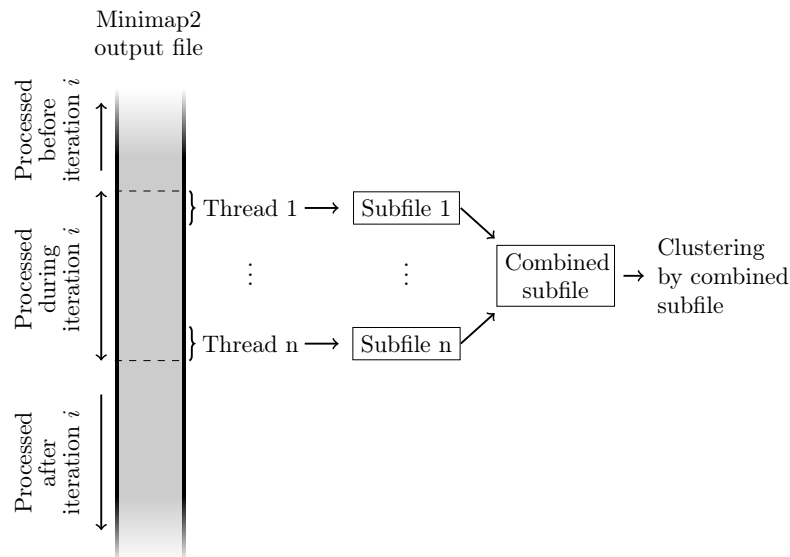 Minimap2
output file
Processed
before
iteration i
Processed
during
iteration i
Processed
after
iteration i
Thread 1
Subfile 1
⋮
⋮
Thread n
Subfile n
Combined
subfile
Clustering
by combined
subfile